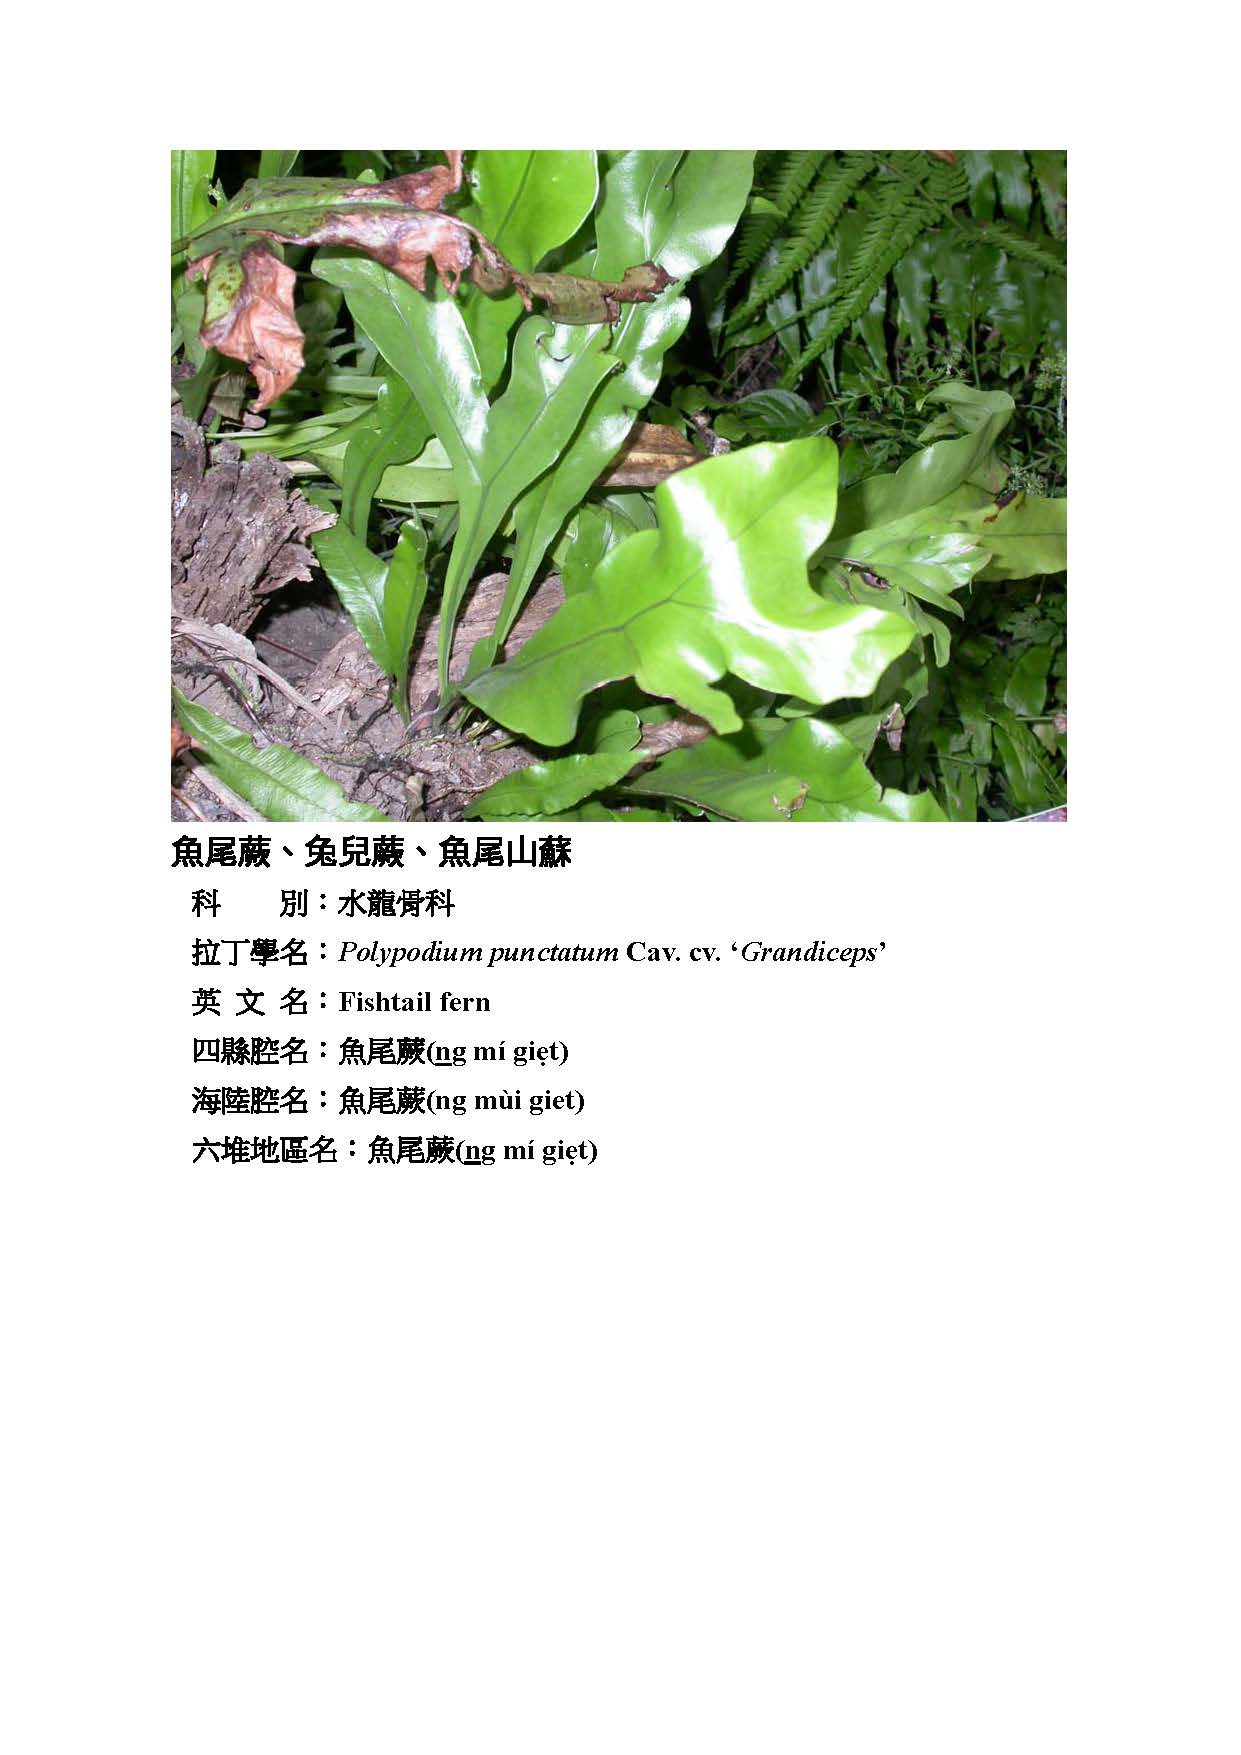 魚尾蕨、兔兒蕨、魚尾山蘇
科　　別：水龍骨科
拉丁學名：Polypodium punctatum Cav. cv. ‘Grandiceps’
英 文 名：Fishtail fern
四縣腔名：魚尾蕨(ng mí giẹt)
海陸腔名：魚尾蕨(ng mùi giet)
六堆地區名：魚尾蕨(ng mí giẹt)